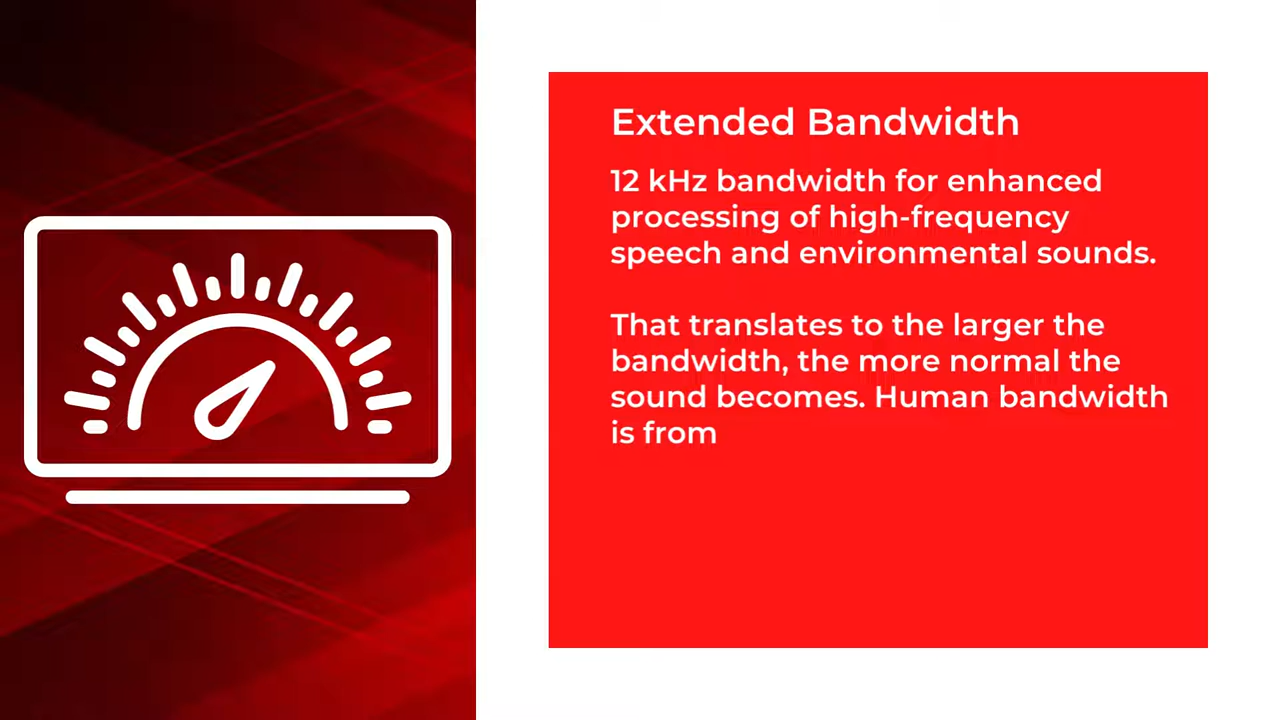 Extended Bandwidth
12 kHz bandwidth for enhanced
processing of high-frequency
speech and environmental sounds.
That translates to the larger the
bandwidth, the more normal the
sound becomes. Human bandwidth
is from